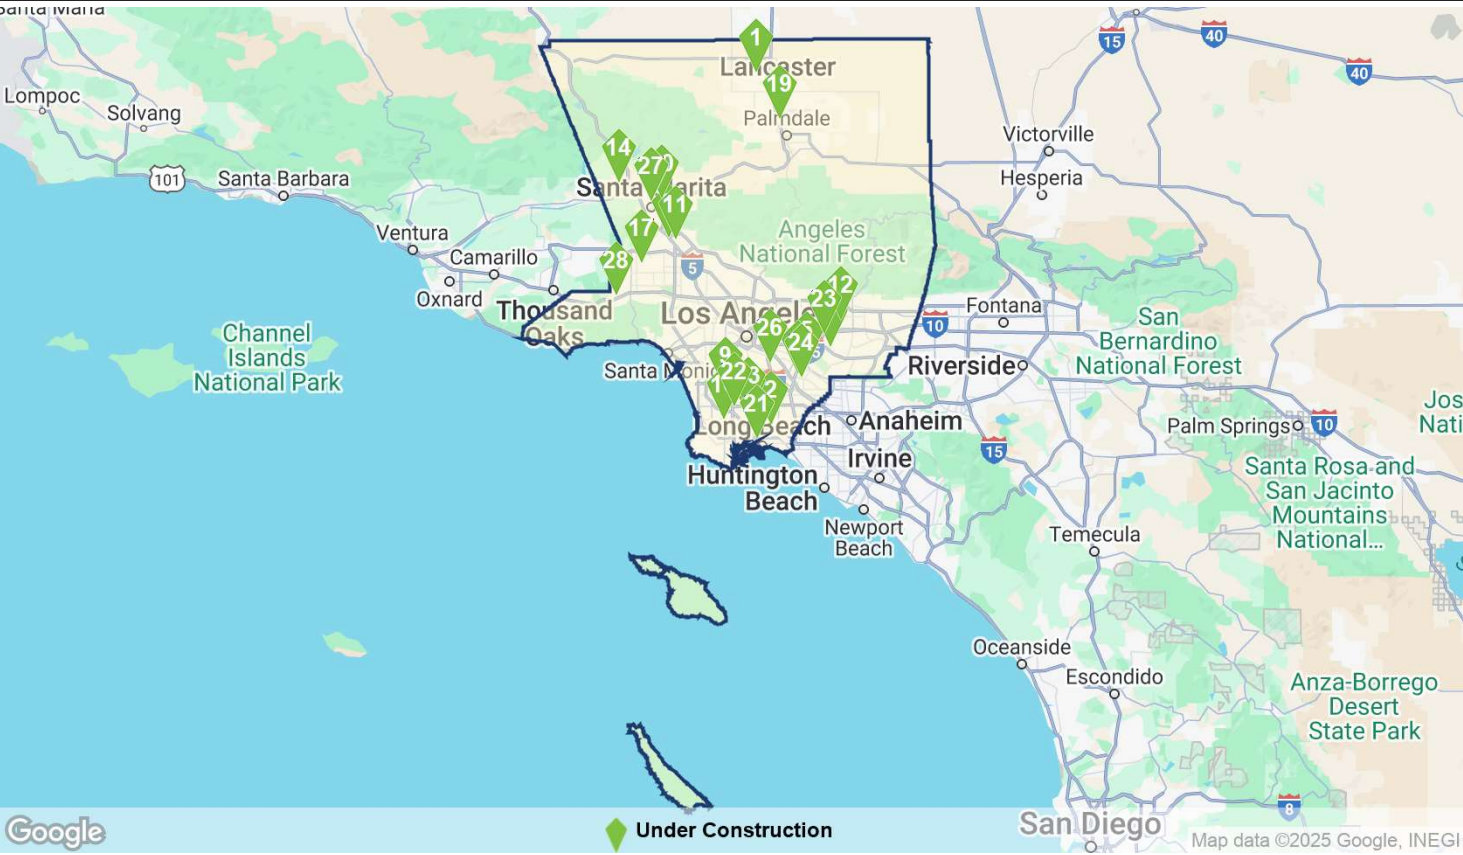 Santa Maria
Lompoc
Solvang
101
Santa Barbara
Ventura
Camarillo
Oxnard
Thousand
Oaks
Channel
Islands
National Park
1
Lancaster
19
Palmdale
14
27
Santa Clarita
11
17
28
5
Angeles
National Forest
Los Angeles
12
23
26
24
9
22
3
1
2
21
Santa Monica
Long Beach
Huntington
Beach
Anaheim
Irvine
Newport
Beach
15
40
40
Victorville
Hesperia
Fontana
10
San
Bernardino
National Forest
Riverside
Palm Springs
10
15
Santa Rosa and
San Jacinto
Mountains
National...
Temecula
Oceanside
Escondido
Anza-Borrego
Desert
State Park
8
San Diego
Google
Under Construction
Map data ©2025 Google, INEGI